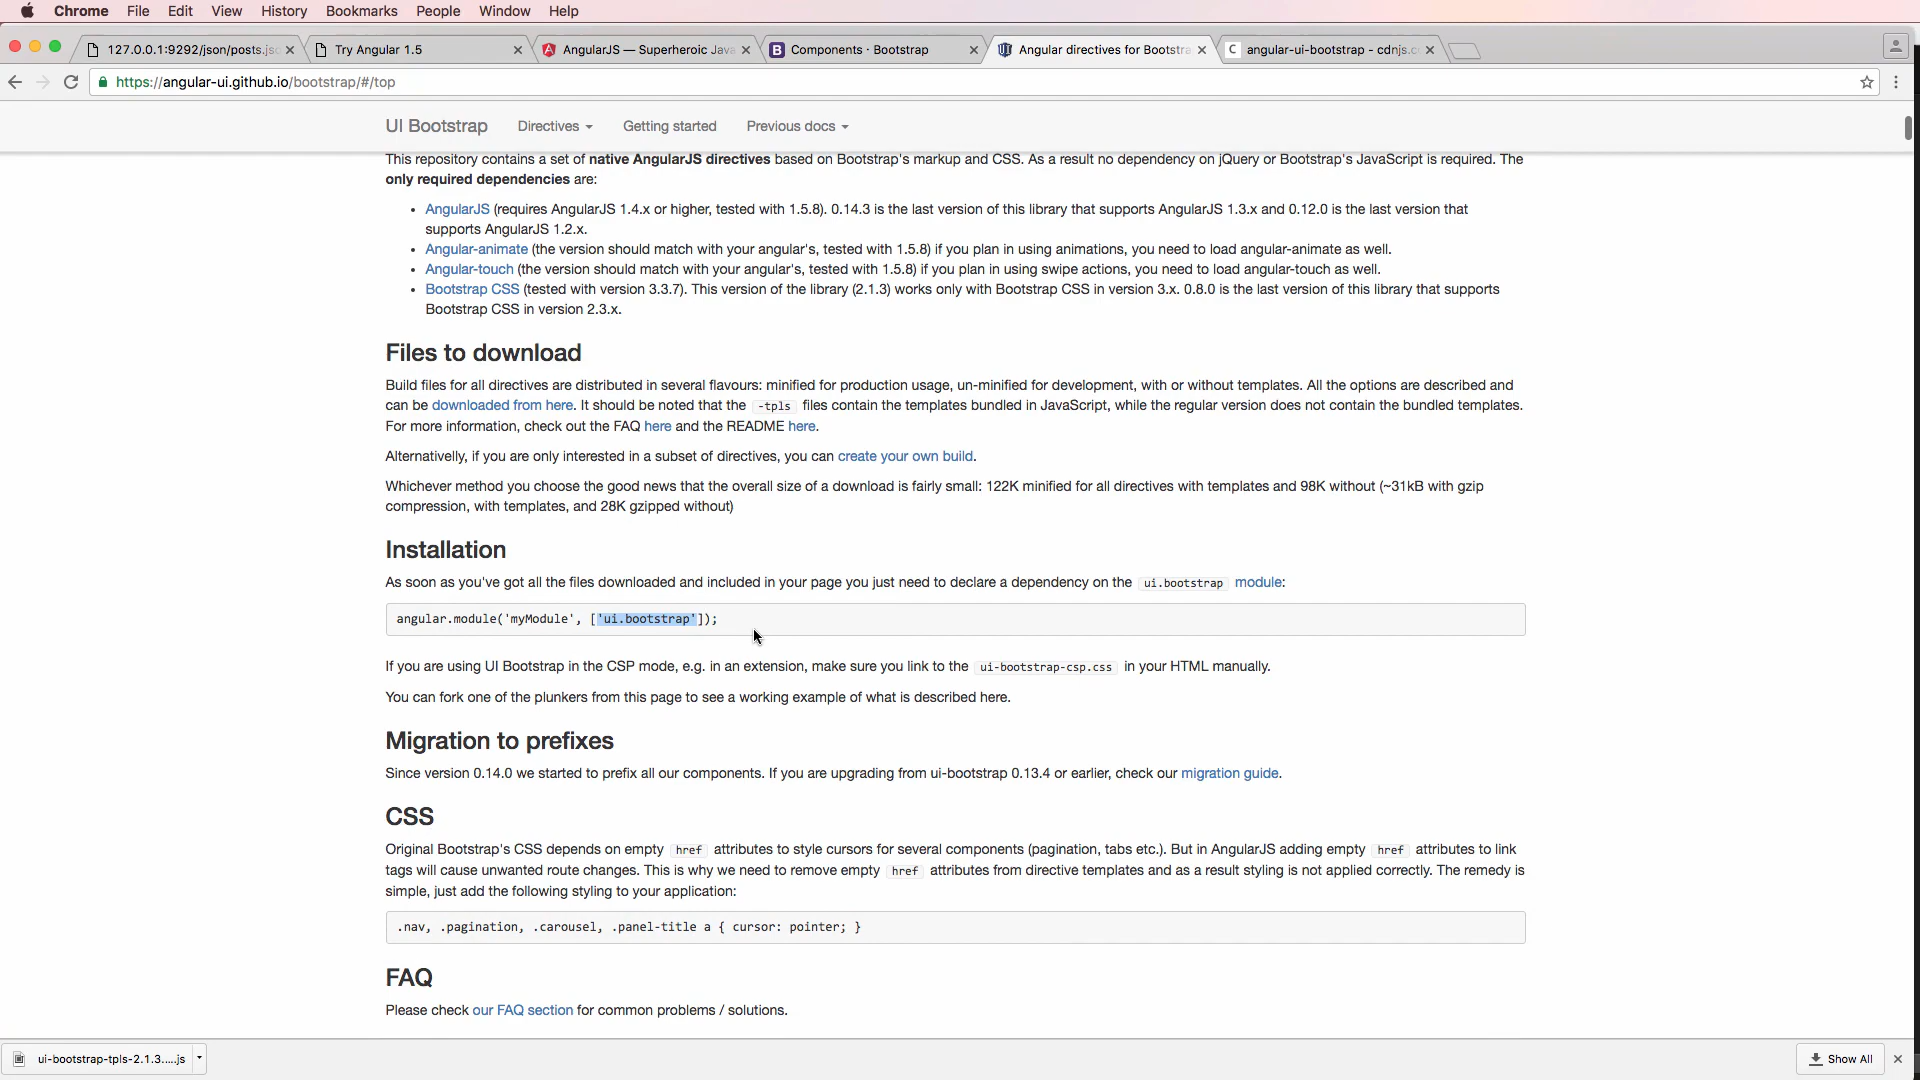 Chrome File Edit View History Bookmarks People Window Help
127.0.0.1:9292/json/posts.js
Try Angular 1.5
AngularJS — Superheroic Java
Components · Bootstrap
Angular directives for Bootstra
angular-ui-bootstrap - cdnjs.c
https://angular-ui.github.io/bootstrap/#/top
UI Bootstrap Directives Getting started Previous docs
This repository contains a set of native AngularJS directives based on Bootstrap's markup and CSS. As a result no dependency on jQuery or Bootstrap's JavaScript is required. The
only required dependencies are:
• AngularJS (requires AngularJS 1.4.x or higher, tested with 1.5.8). 0.14.3 is the last version of this library that supports AngularJS 1.3.x and 0.12.0 is the last version that
supports AngularJS 1.2.x.
• Angular-animate (the version should match with your angular's, tested with 1.5.8) if you plan in using animations, you need to load angular-animate as well.
• Angular-touch (the version should match with your angular's, tested with 1.5.8) if you plan in using swipe actions, you need to load angular-touch as well.
• Bootstrap CSS (tested with version 3.3.7). This version of the library (2.1.3) works only with Bootstrap CSS in version 3.x. 0.8.0 is the last version of this library that supports
Bootstrap CSS in version 2.3.x.
Files to download
Build files for all directives are distributed in several flavours: minified for production usage, un-minified for development, with or without templates. All the options are described and
can be downloaded from here. It should be noted that the -tpls files contain the templates bundled in JavaScript, while the regular version does not contain the bundled templates.
For more information, check out the FAQ here and the README here.
Alternativelly, if you are only interested in a subset of directives, you can create your own build.
Whichever method you choose the good news that the overall size of a download is fairly small: 122K minified for all directives with templates and 98K without (~31kB with gzip
compression, with templates, and 28K gzipped without)
Installation
As soon as you've got all the files downloaded and included in your page you just need to declare a dependency on the ui.bootstrap module:
angular.module('myModule', ['ui.bootstrap']);
If you are using UI Bootstrap in the CSP mode, e.g. in an extension, make sure you link to the ui-bootstrap-csp.css in your HTML manually.
You can fork one of the plunkers from this page to see a working example of what is described here.
Migration to prefixes
Since version 0.14.0 we started to prefix all our components. If you are upgrading from ui-bootstrap 0.13.4 or earlier, check our migration guide.
CSS
Original Bootstrap's CSS depends on empty href attributes to style cursors for several components (pagination, tabs etc.). But in AngularJS adding empty href attributes to link
tags will cause unwanted route changes. This is why we need to remove empty href attributes from directive templates and as a result styling is not applied correctly. The remedy is
simple, just add the following styling to your application:
.nav, .pagination, .carousel, .panel-title a { cursor: pointer; }
FAQ
Please check our FAQ section for common problems / solutions.
ui-bootstrap-tpls-2.1.3....js
Show All